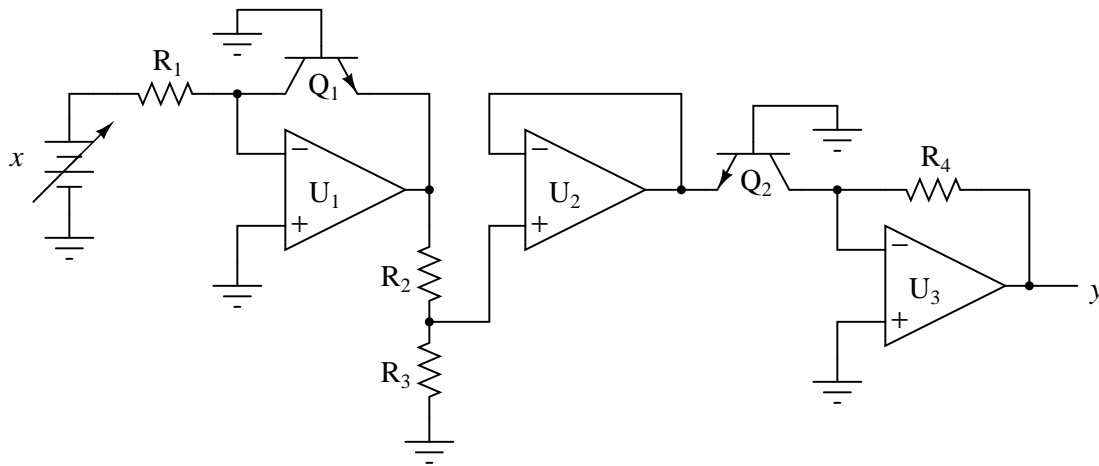 R₁
Q₁
x
−
U₁
+
R₂
R₃
−
U₂
+
Q₂
R₄
−
U₃
+
y